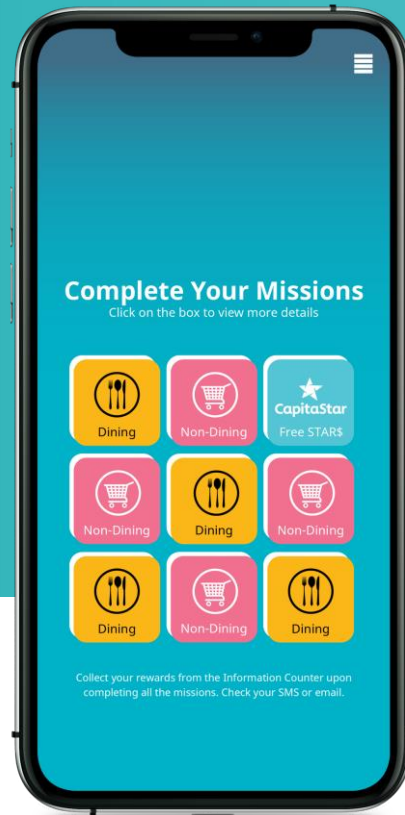 Complete Your Missions
Click on the box to view more details
Dining
Non-Dining
CapitaStar
Free STAR$
Non-Dining
Dining
Non-Dining
Dining
Non-Dining
Dining
Collect your rewards from the Information Counter upon
completing all the missions. Check your SMS or email.